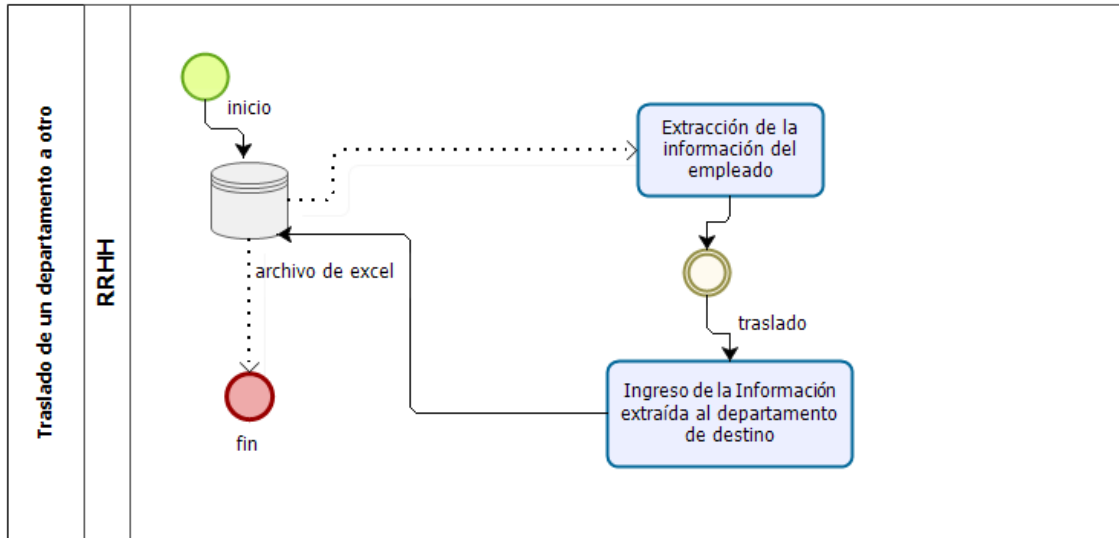 Traslado de un departamento a otro
RRHH
inicio
Extracción de la
información del
empleado
archivo de excel
traslado
Ingreso de la Información
extraída al departamento
de destino
fin